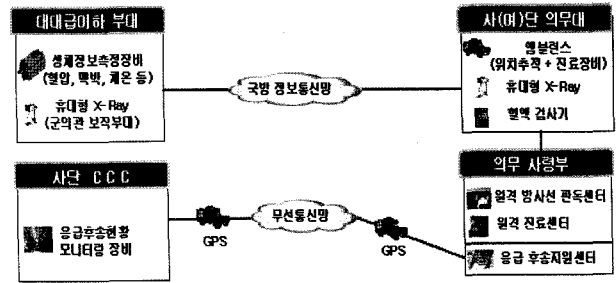 대대급이하 부대
생체정보측정장비
(혈압, 맥박, 체온 등)
휴대형 X-Ray
(군의관 보직부대)
국방 정보통신망
사(여)단 의무대
앰뷸런스
(위치추적 + 진료장비)
휴대형 X-Ray
혈액 검사기
사단 CCC
응급후송현황
모니터링 장비
GPS
무선통신망
GPS
의무 사령부
원격 방사선 판독센터
원격 진료센터
응급 후송지원센터